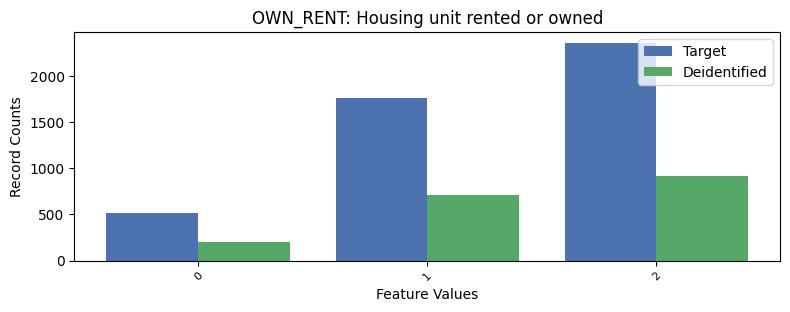 OWN_RENT: Housing unit rented or owned
Target
Deidentified
Record Counts
2000
1500
1000
500
0
0
1
2
Feature Values